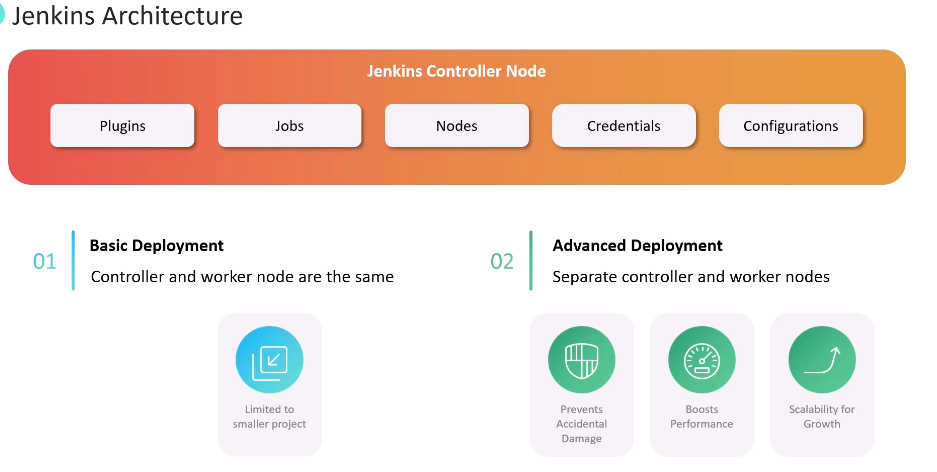 Jenkins Architecture
Jenkins Controller Node
Plugins
Jobs
Nodes
Credentials
Configurations
01
Basic Deployment
Controller and worker node are the same
Limited to
smaller project
02
Advanced Deployment
Separate controller and worker nodes
Prevents
Accidental
Damage
Boosts
Performance
Scalability for
Growth